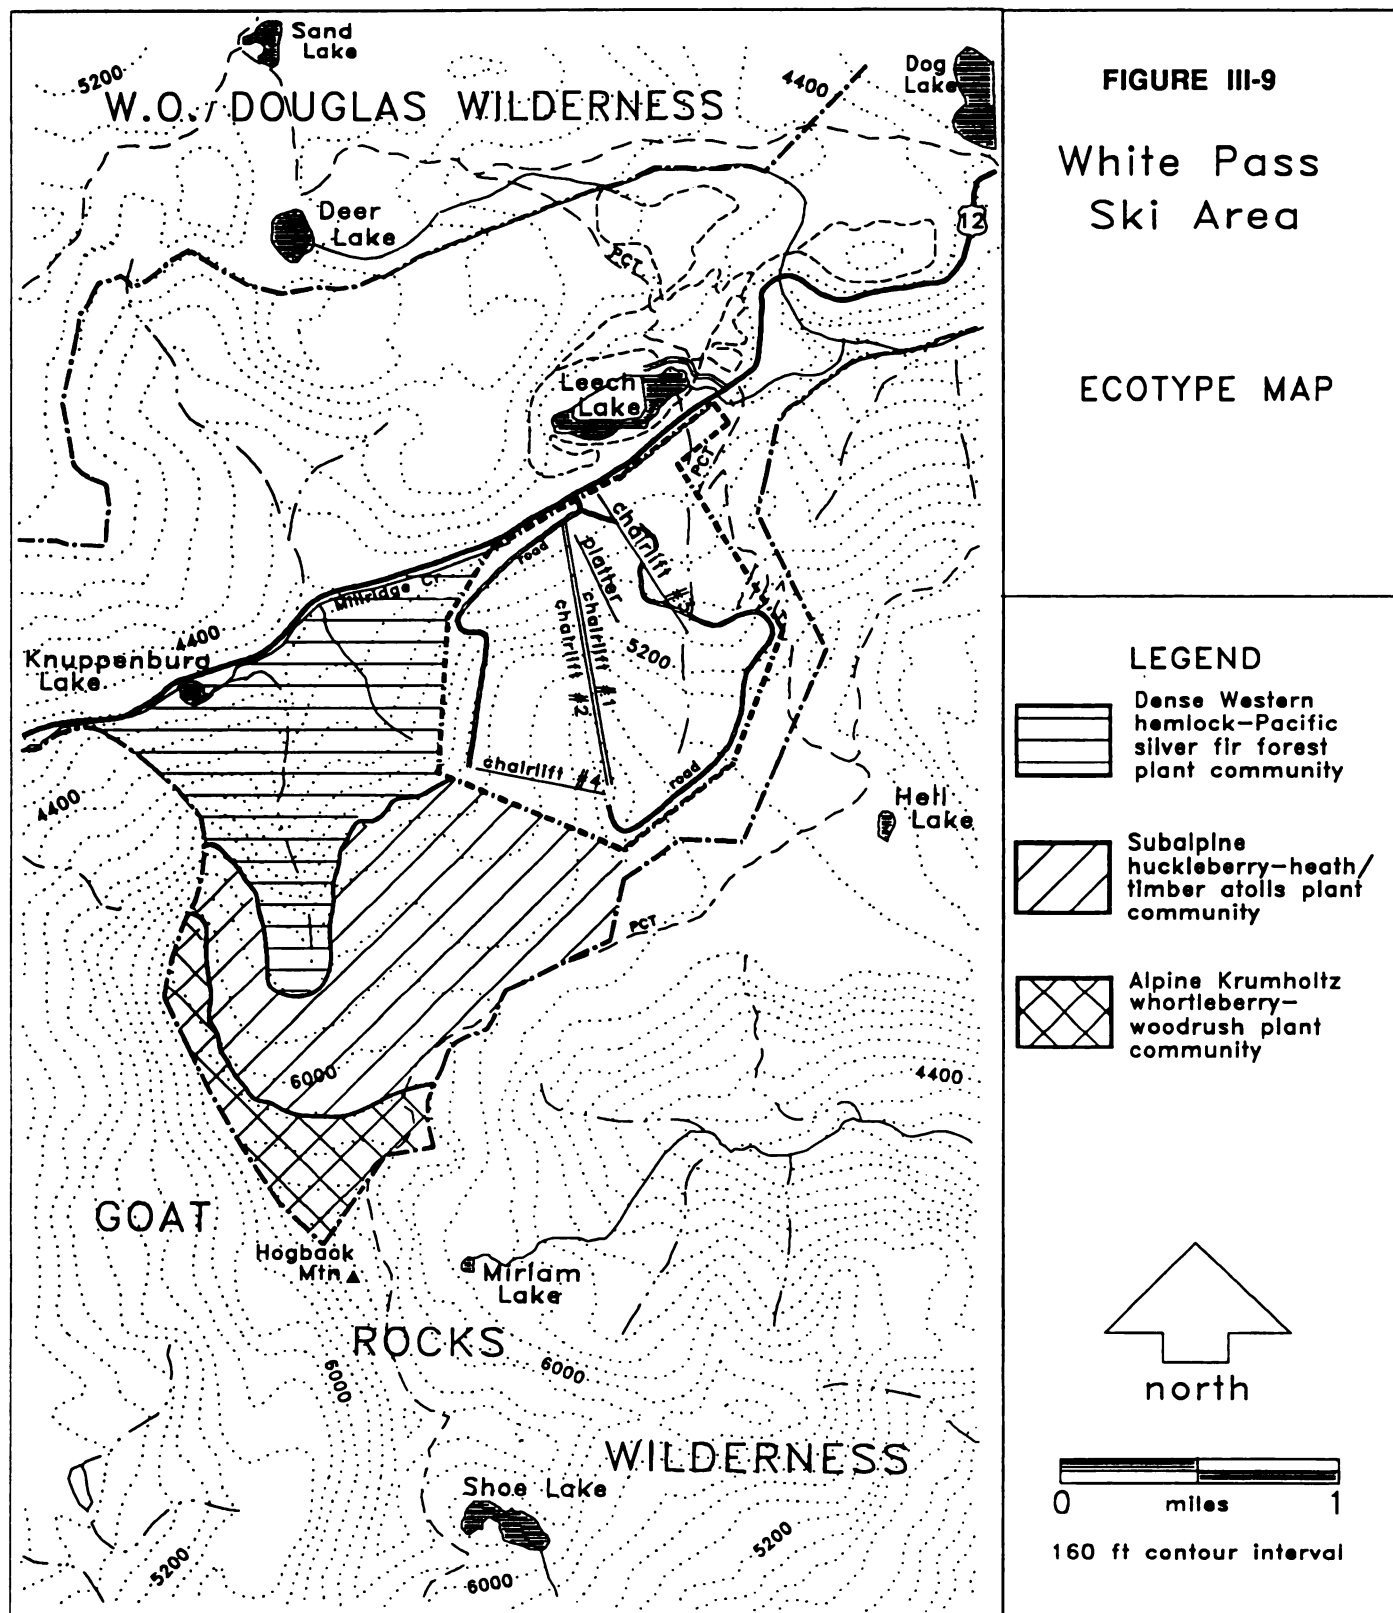 Sand
Lake
5200
W.O. DOUGLAS WILDERNESS
4400
Dog
Lake
Deer
Lake
PCT
12
Leech
Lake
PCT
chairlift #3
platter
road
chairlift #1
chairlift #2
Millridge Cr
4400
5200
Knuppenburg
Lake
chairlift #4
road
4400
Hell
Lake
PCT
6000
4400
GOAT
Hogback
Mtn
Miriam
Lake
ROCKS
6000
6000
WILDERNESS
Shoe Lake
5200
5200
6000
FIGURE III-9
White Pass
Ski Area
ECOTYPE MAP
LEGEND
Dense Western
hemlock-Pacific
silver fir forest
plant community
Subalpine
huckleberry-heath/
timber atolls plant
community
Alpine Krumholtz
whortleberry-
woodrush plant
community
north
0 miles 1
160 ft contour interval